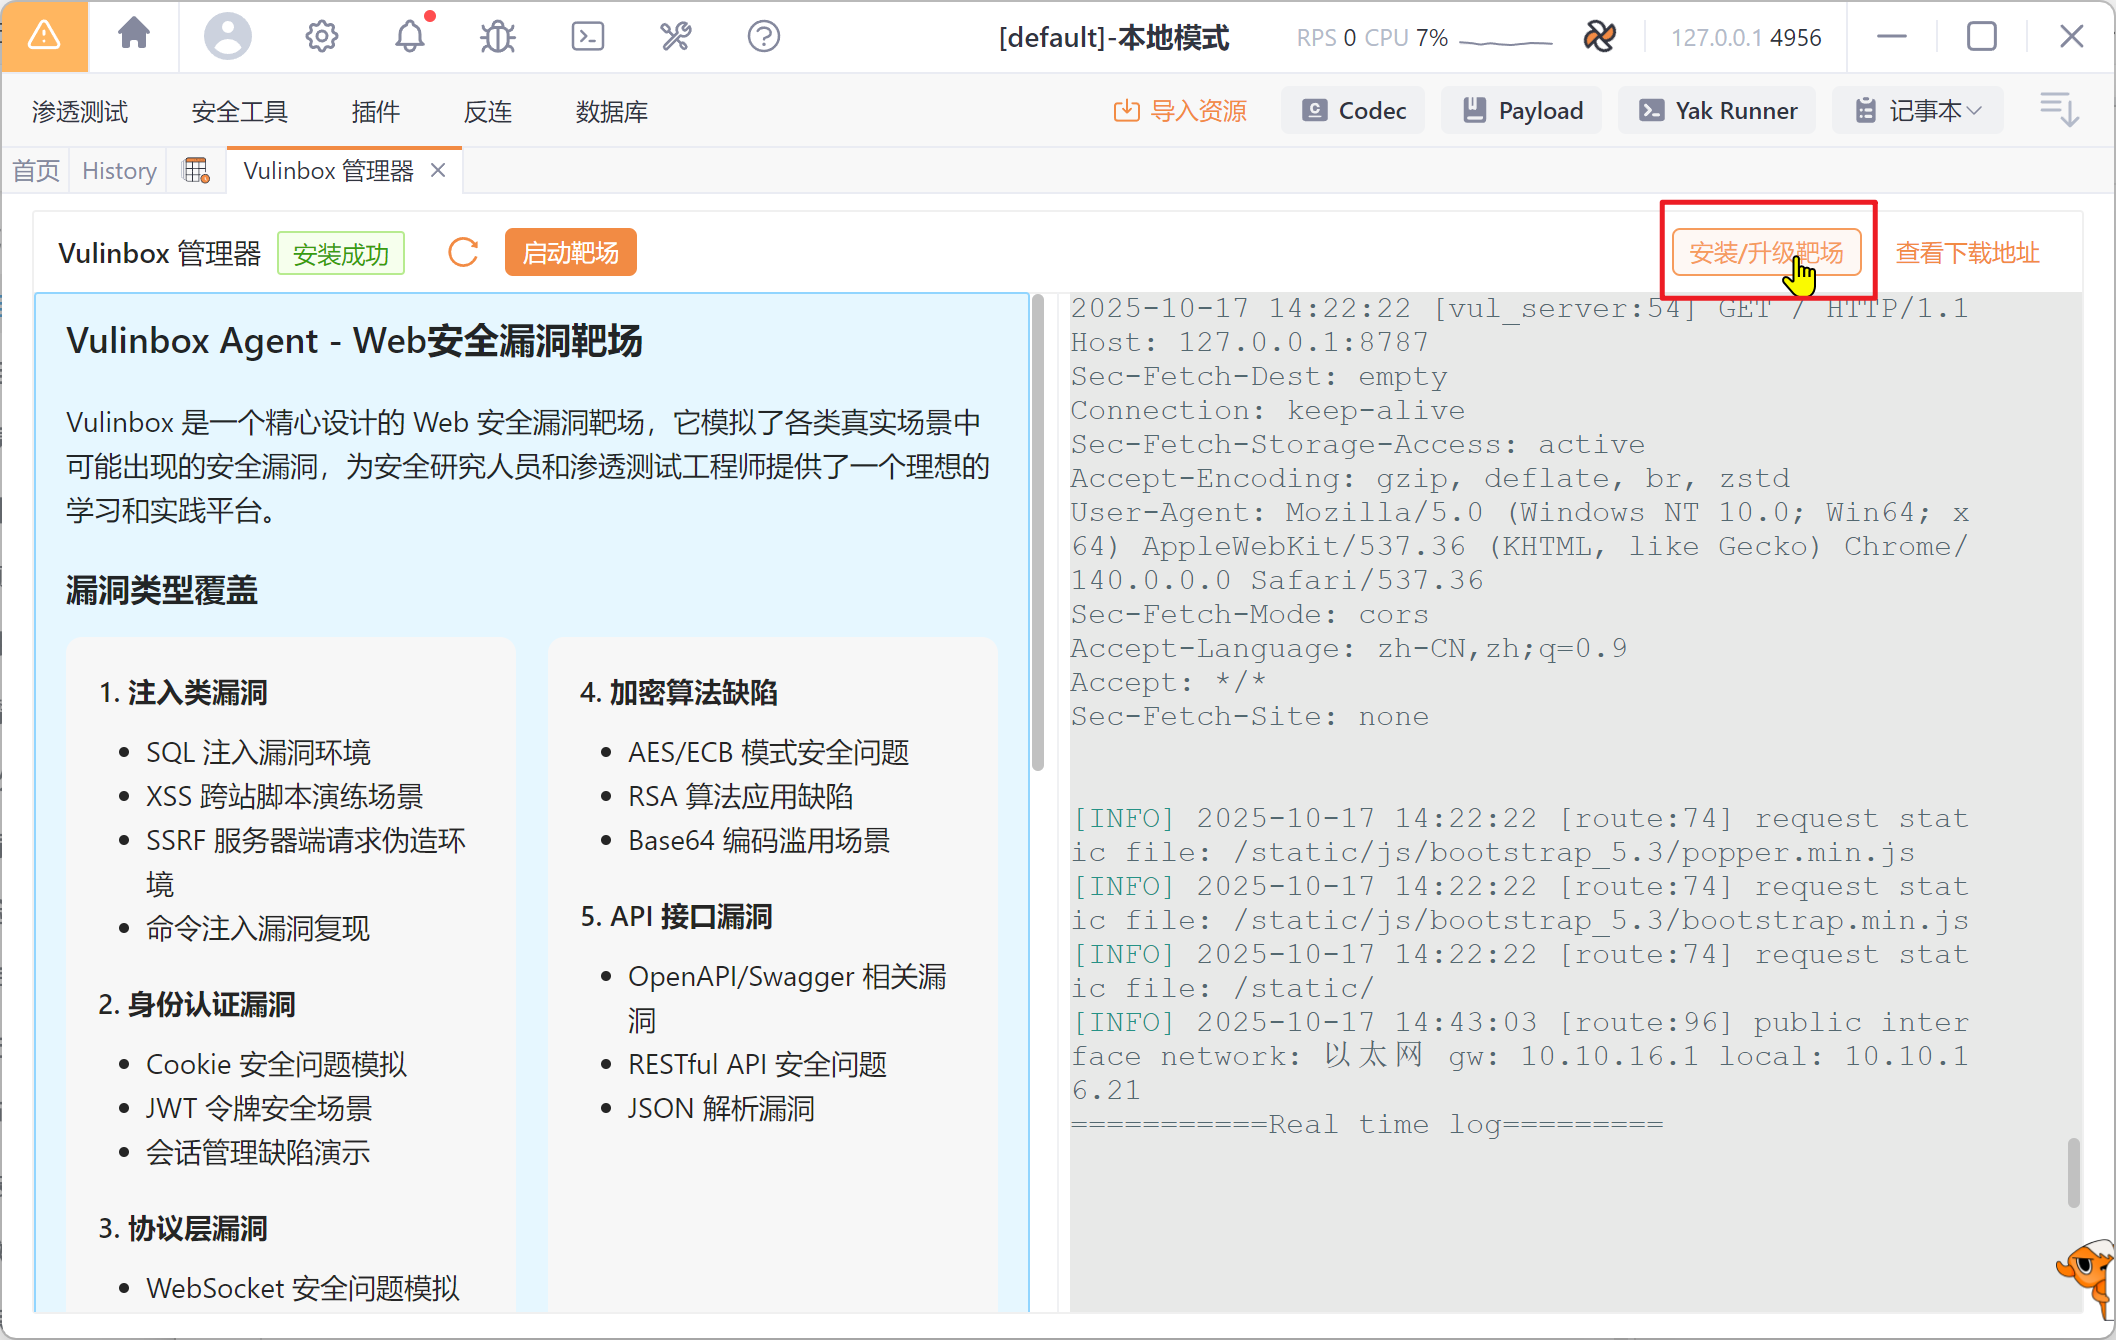 [default]-本地模式
RPS 0 CPU 7%
127.0.0.1 4956
渗透测试 安全工具 插件 反连 数据库
导入资源 Codec Payload Yak Runner 记事本
首页 History Vulinbox 管理器
Vulinbox 管理器 安装成功 启动靶场 安装/升级靶场 查看下载地址
Vulinbox Agent - Web安全漏洞靶场
Vulinbox 是一个精心设计的 Web 安全漏洞靶场，它模拟了各类真实场景中
可能出现的安全漏洞，为安全研究人员和渗透测试工程师提供了一个理想的
学习和实践平台。
漏洞类型覆盖
1. 注入类漏洞
• SQL 注入漏洞环境
• XSS 跨站脚本演练场景
• SSRF 服务器端请求伪造环
境
• 命令注入漏洞复现
2. 身份认证漏洞
• Cookie 安全问题模拟
• JWT 令牌安全场景
• 会话管理缺陷演示
3. 协议层漏洞
• WebSocket 安全问题模拟
4. 加密算法缺陷
• AES/ECB 模式安全问题
• RSA 算法应用缺陷
• Base64 编码滥用场景
5. API 接口漏洞
• OpenAPI/Swagger 相关漏
洞
• RESTful API 安全问题
• JSON 解析漏洞
2025-10-17 14:22:22 [vul_server:54] GET / HTTP/1.1
Host: 127.0.0.1:8787
Sec-Fetch-Dest: empty
Connection: keep-alive
Sec-Fetch-Storage-Access: active
Accept-Encoding: gzip, deflate, br, zstd
User-Agent: Mozilla/5.0 (Windows NT 10.0; Win64; x
64) AppleWebKit/537.36 (KHTML, like Gecko) Chrome/
140.0.0.0 Safari/537.36
Sec-Fetch-Mode: cors
Accept-Language: zh-CN,zh;q=0.9
Accept: */*
Sec-Fetch-Site: none
[INFO] 2025-10-17 14:22:22 [route:74] request stat
ic file: /static/js/bootstrap_5.3/popper.min.js
[INFO] 2025-10-17 14:22:22 [route:74] request stat
ic file: /static/js/bootstrap_5.3/bootstrap.min.js
[INFO] 2025-10-17 14:22:22 [route:74] request stat
ic file: /static/
[INFO] 2025-10-17 14:43:03 [route:96] public inter
face network: 以太网 gw: 10.10.16.1 local: 10.10.1
6.21
===========Real time log=========